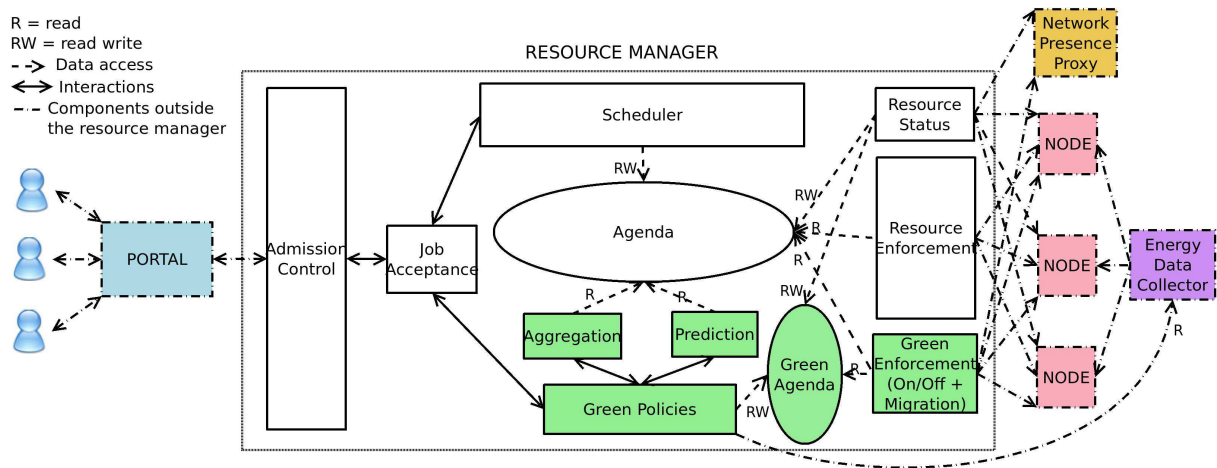 R = read
RW = read write
Data access
Interactions
Components outside
the resource manager
RESOURCE MANAGER
Network
Presence
Proxy
Scheduler
Resource
Status
NODE
RW
RW
Agenda
R
R
Resource
Enforcement
PORTAL
Admission
Control
Job
Acceptance
NODE
Energy
Data
Collector
RW
R
R
Aggregation
Prediction
R
Green
Agenda
R
Green
Enforcement
(On/Off +
Migration)
NODE
Green Policies
RW